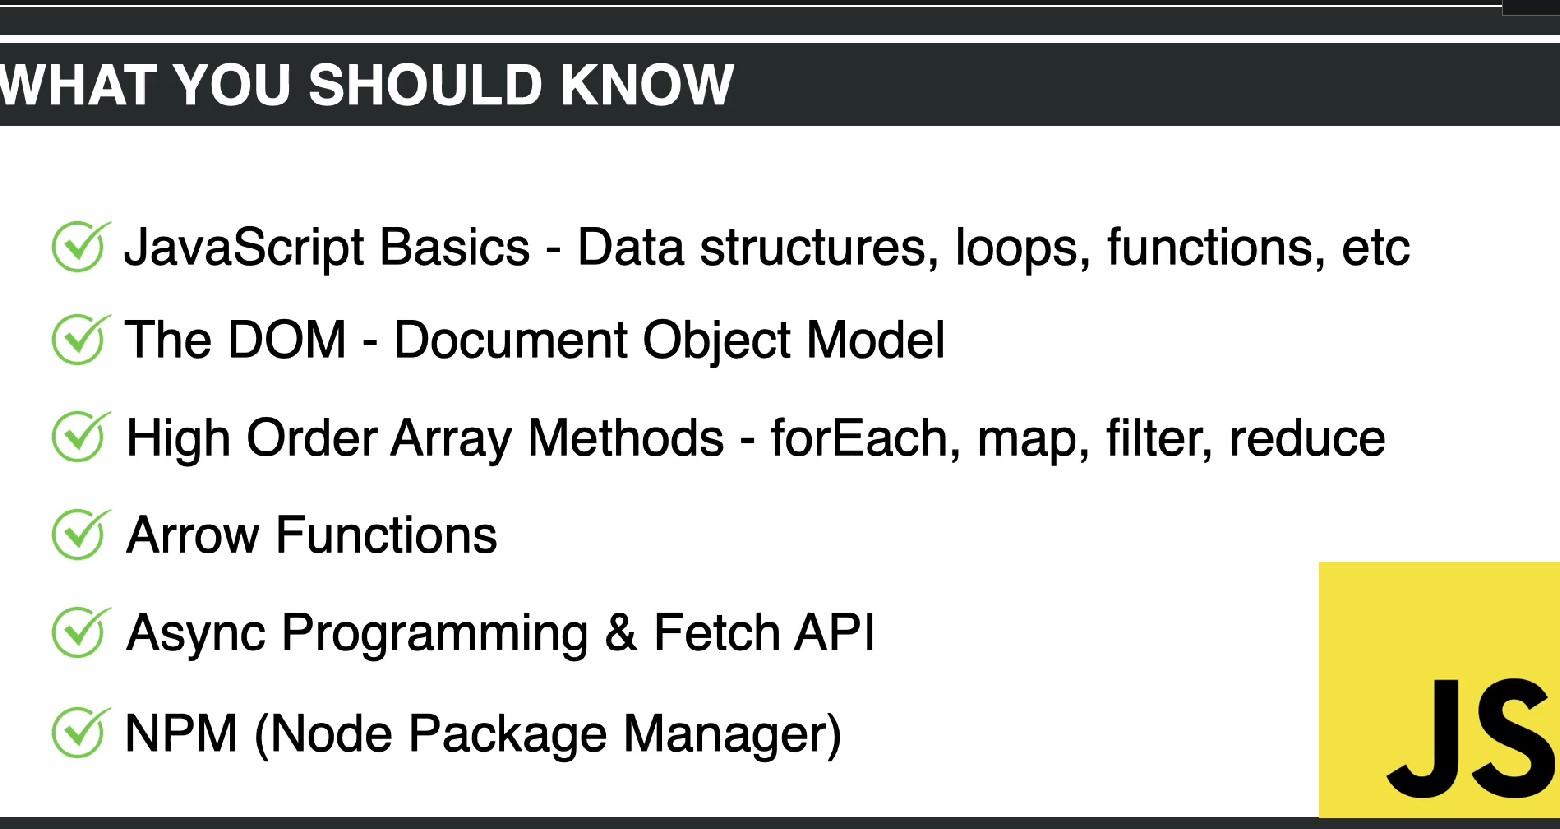 WHAT YOU SHOULD KNOW
JavaScript Basics - Data structures, loops, functions, etc
The DOM - Document Object Model
High Order Array Methods - forEach, map, filter, reduce
Arrow Functions
Async Programming & Fetch API
NPM (Node Package Manager)
JS